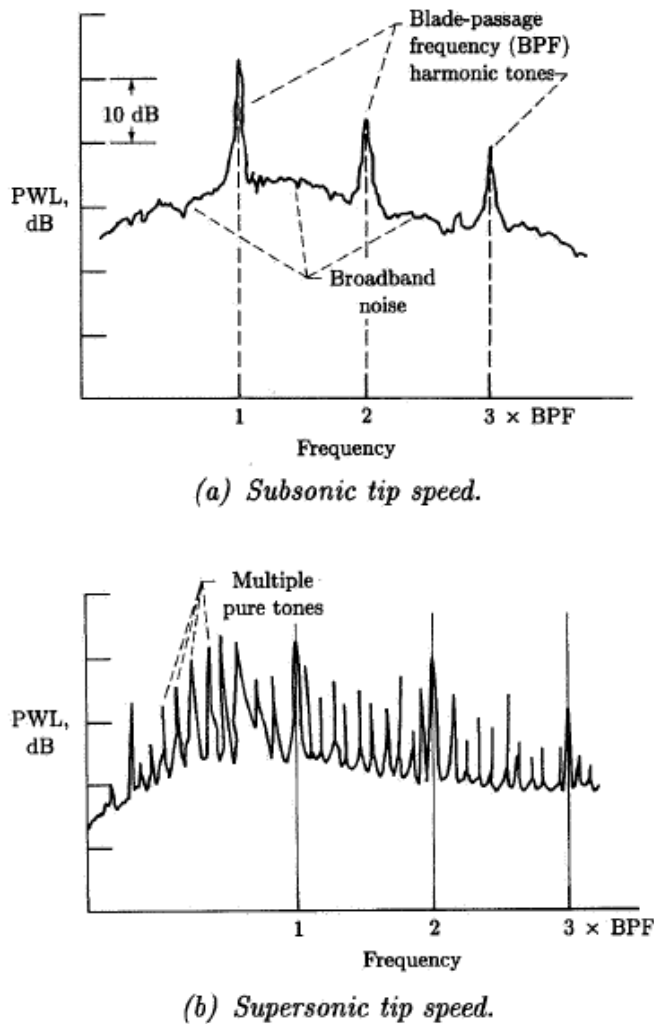 Blade-passage
frequency (BPF)
harmonic tones
10 dB
PWL,
dB
Broadband
noise
1 2 3 × BPF
Frequency
(a) Subsonic tip speed.
Multiple
pure tones
PWL,
dB
1 2 3 × BPF
Frequency
(b) Supersonic tip speed.